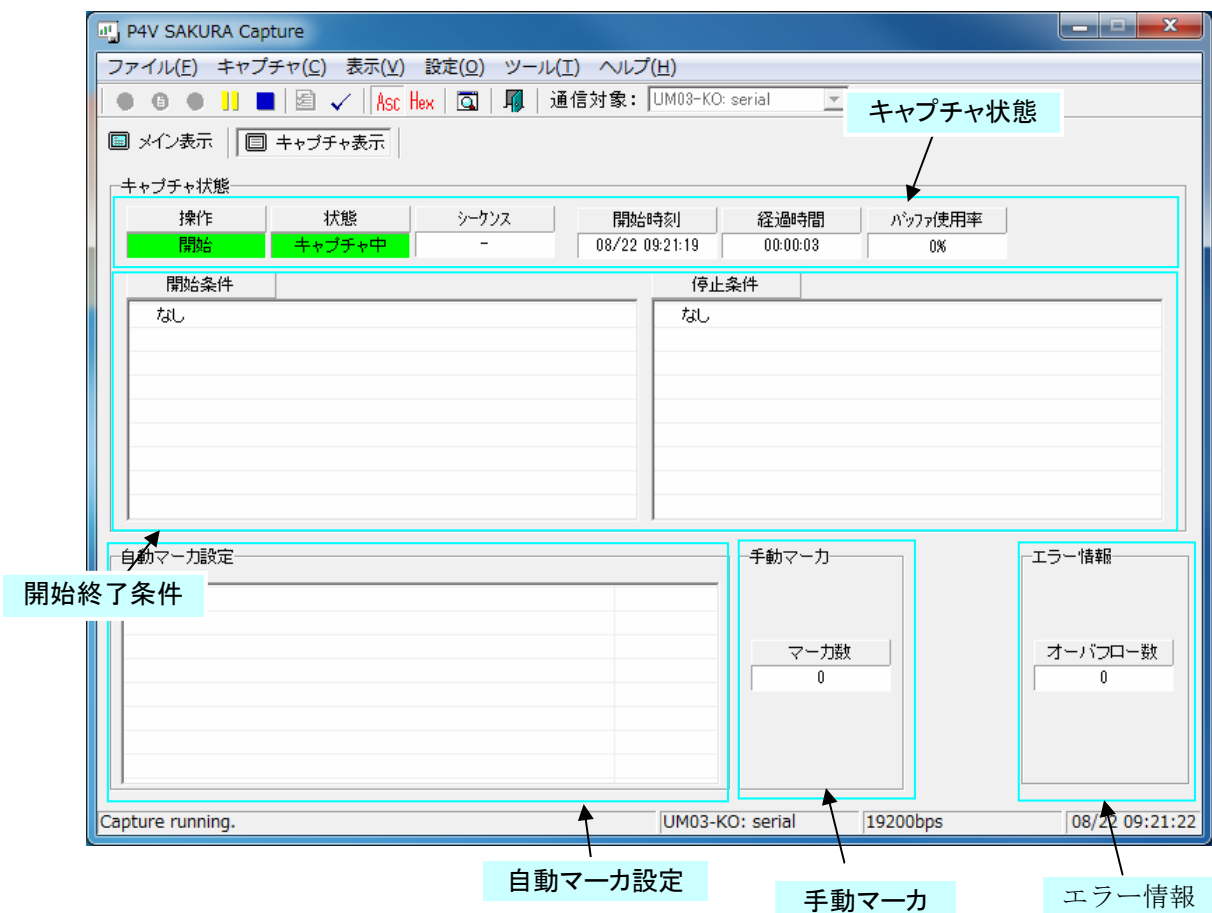 P4V SAKURA Capture
ファイル(F) キャプチャ(C) 表示(V) 設定(O) ツール(T) ヘルプ(H)
Asc Hex 通信対象: UM03-KO: serial
キャプチャ状態
メイン表示 キャプチャ表示
キャプチャ状態
操作 状態 シーケンス 開始時刻 経過時間 バッファ使用率
開始 キャプチャ中 - 08/22 09:21:19 00:00:03 0%
開始条件 停止条件
なし なし
自動マーカ設定 手動マーカ エラー情報
開始終了条件
マーカ数 オーバフロー数
0 0
Capture running. UM03-KO: serial 19200bps 08/22 09:21:22
自動マーカ設定 手動マーカ エラー情報